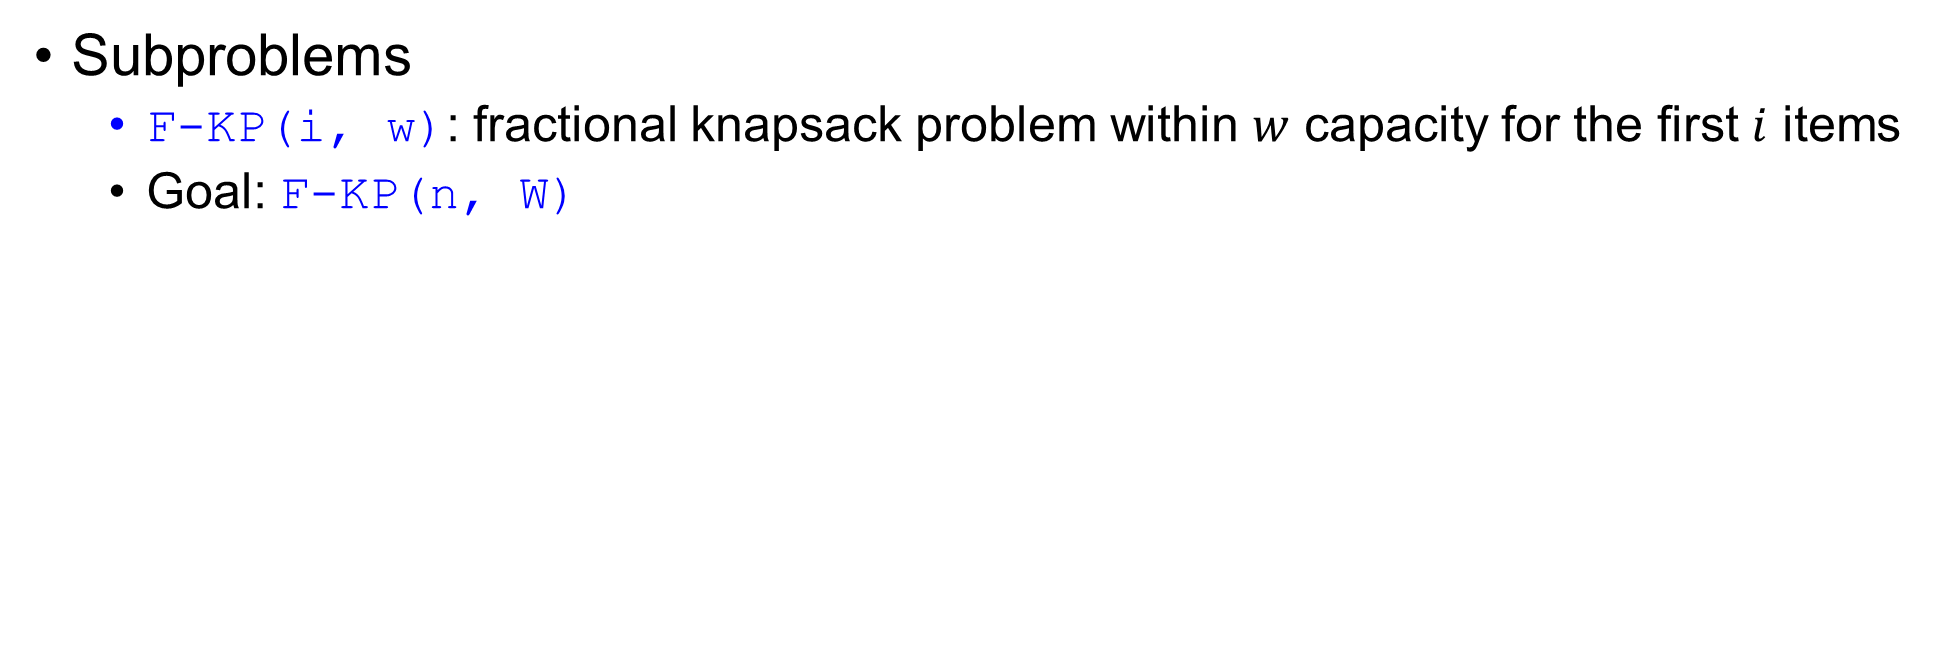 • Subproblems
• F-KP(i, w): fractional knapsack problem within w capacity for the first i items
• Goal: F-KP(n, W)